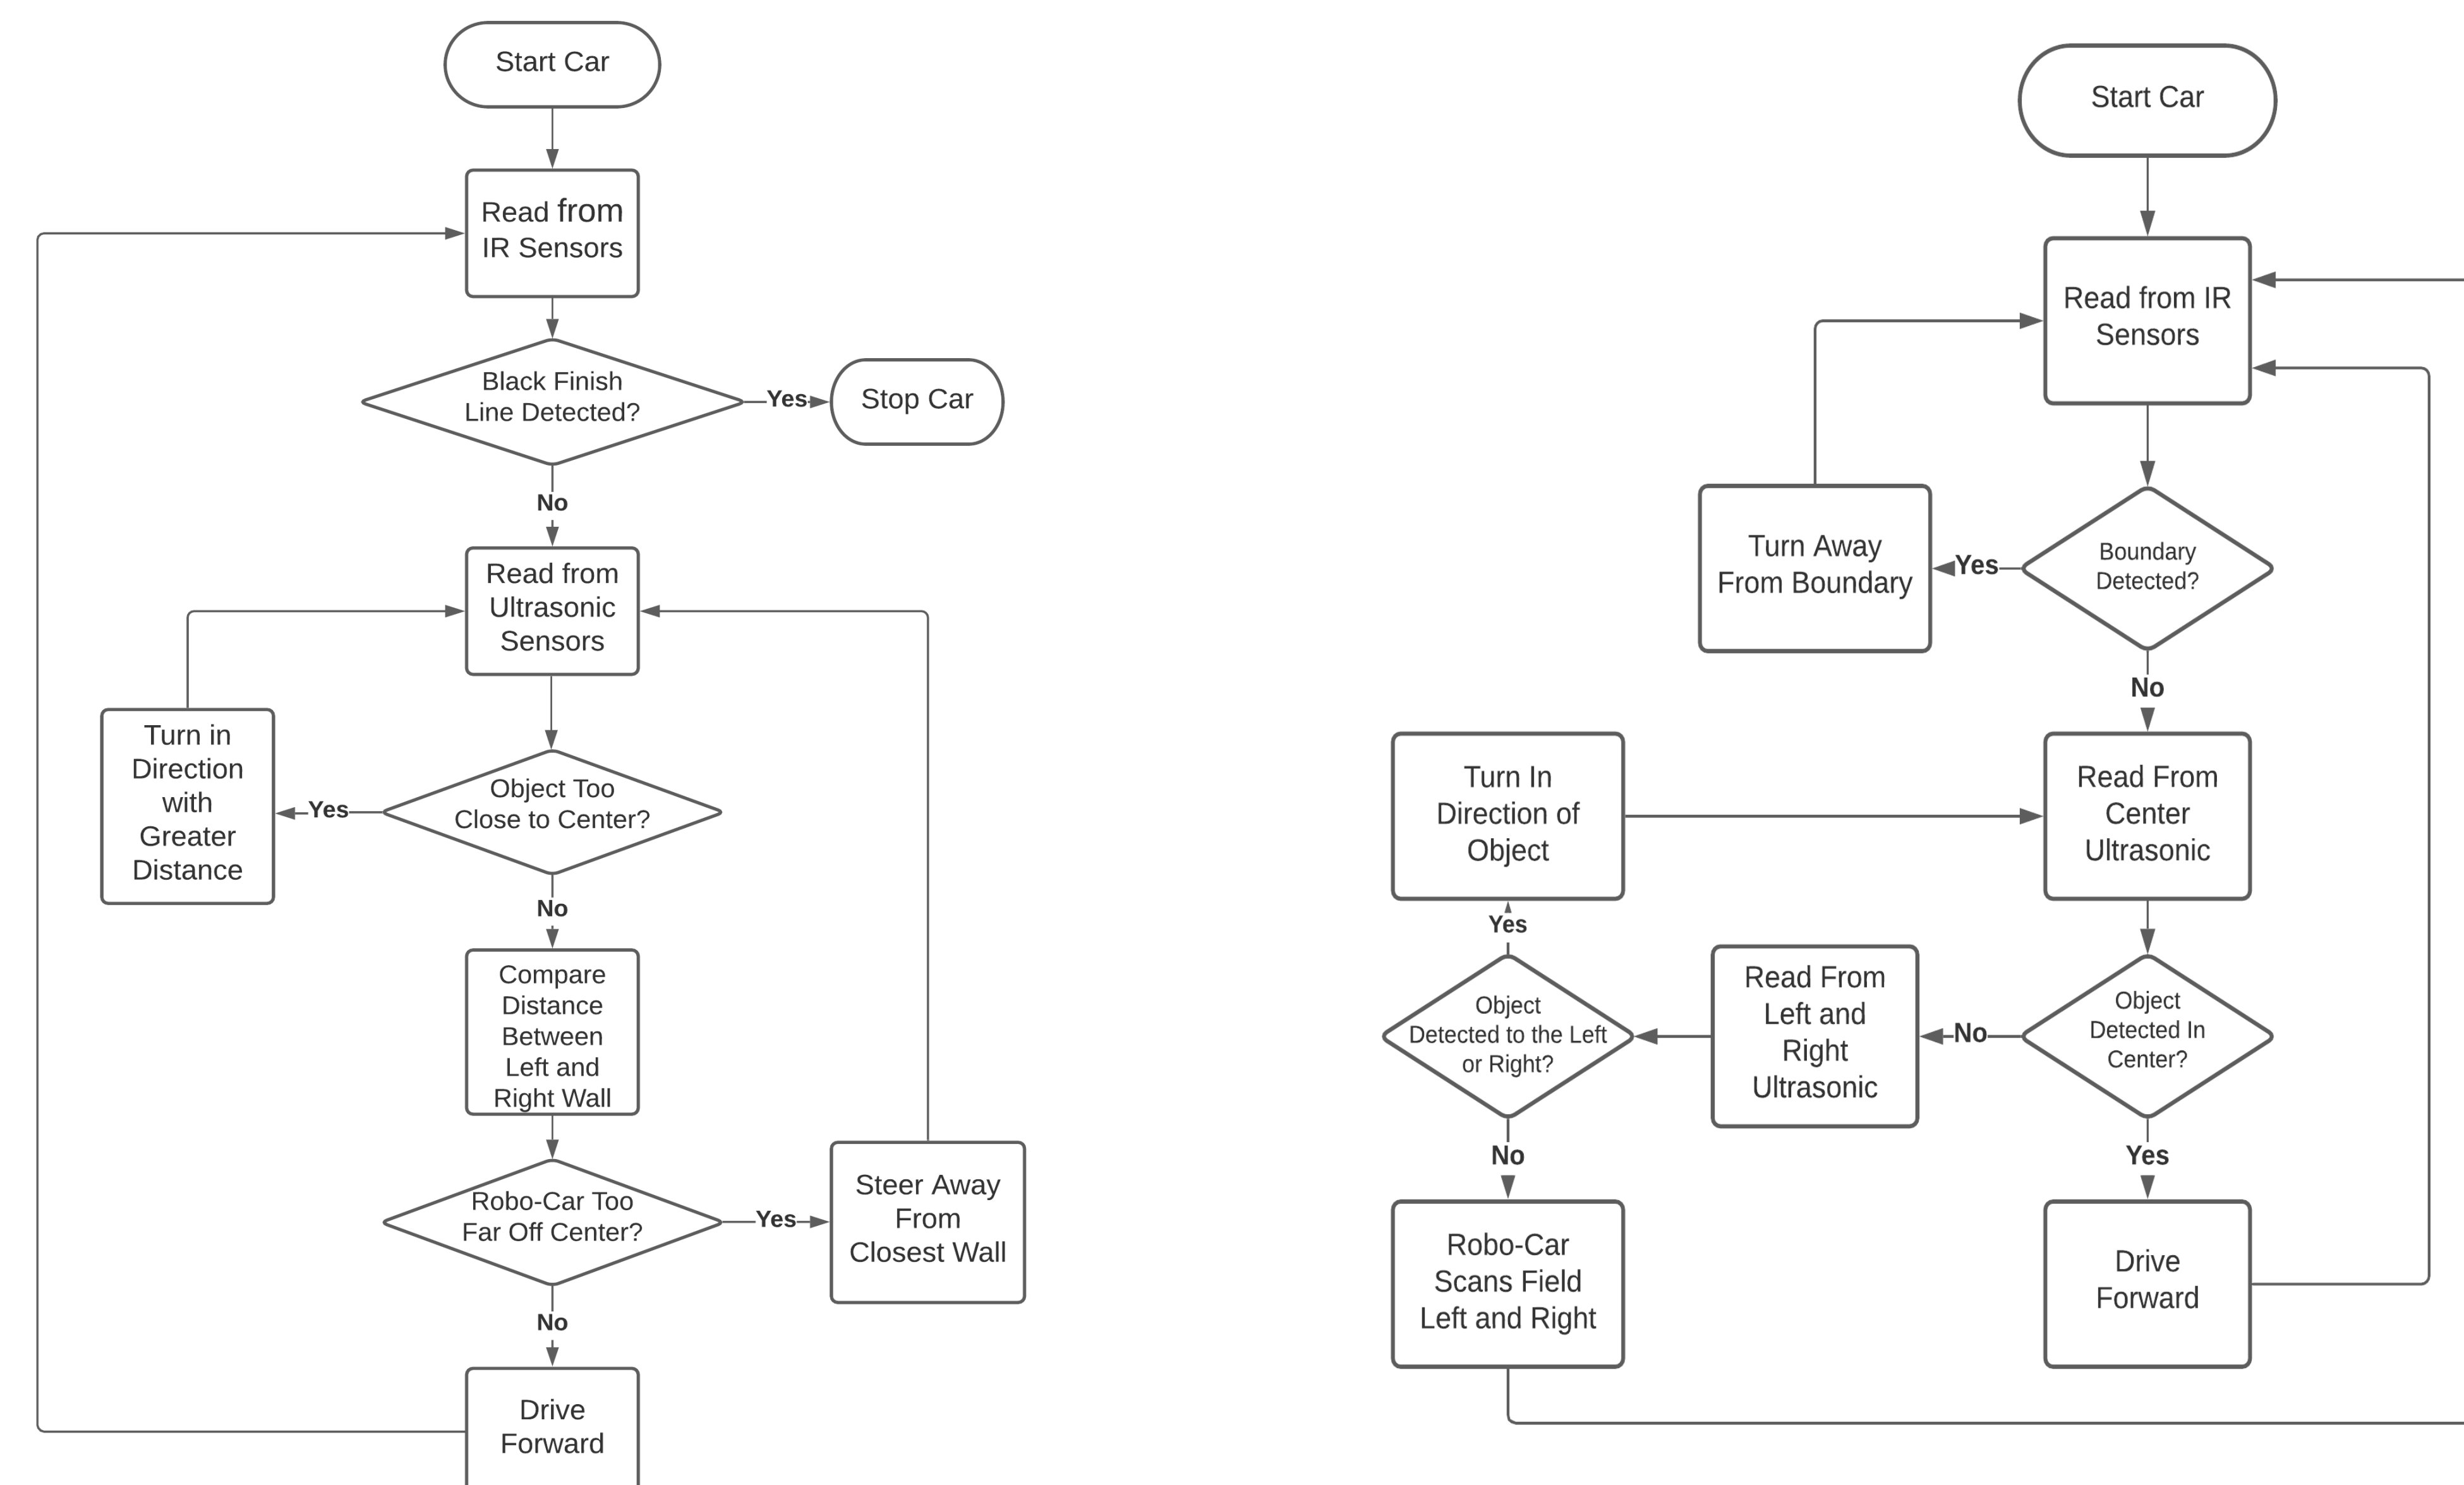 Start Car
Read from
IR Sensors
Black Finish
Line Detected?
Yes
Stop Car
No
Read from
Ultrasonic
Sensors
Turn in
Direction
with
Greater
Distance
Yes
Object Too
Close to Center?
No
Compare
Distance
Between
Left and
Right Wall
Robo-Car Too
Far Off Center?
Yes
Steer Away
From
Closest Wall
No
Drive
Forward
Start Car
Read from IR
Sensors
Turn Away
From Boundary
Yes
Boundary
Detected?
No
Turn In
Direction of
Object
Read From
Center
Ultrasonic
Yes
Object
Detected to the Left
or Right?
Read From
Left and
Right
Ultrasonic
No
Object
Detected In
Center?
No
Yes
Robo-Car
Scans Field
Left and Right
Drive
Forward